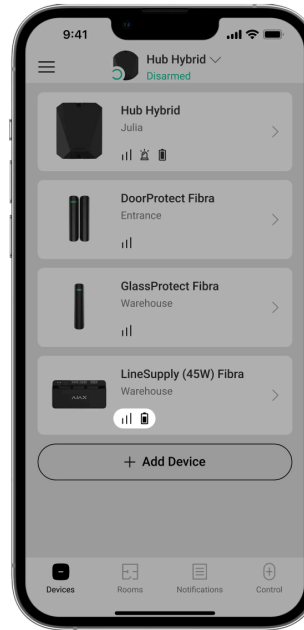 9:41
Hub Hybrid
Disarmed
Hub Hybrid
Julia
DoorProtect Fibra
Entrance
GlassProtect Fibra
Warehouse
LineSupply (45W) Fibra
Warehouse
AJAX
+ Add Device
Devices
Rooms
Notifications
Control